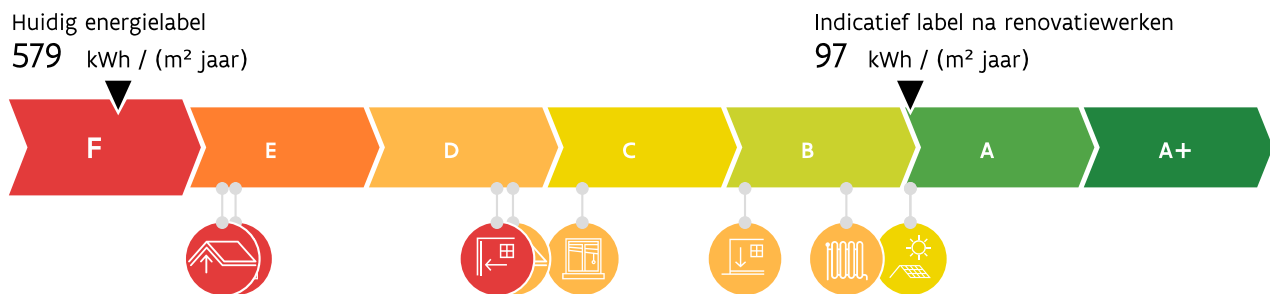 Huidig energielabel
579 kWh / (m² jaar)
Indicatief label na renovatiewerken
97 kWh / (m² jaar)
F E D C B A A+